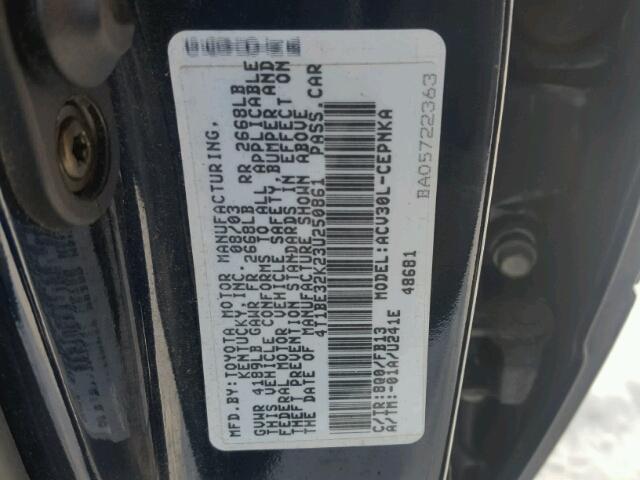 MFD.BY:TOYOTA MOTOR MANUFACTURING,
KENTUCKY,INC. 08/03
GVWR 4189LB GAWR FR 2668LB RR 2668LB
THIS VEHICLE CONFORMS TO ALL APPLICABLE
FEDERAL MOTOR VEHICLE SAFETY BUMPER AND
THEFT PREVENTION STANDARDS IN EFFECT ON
THE DATE OF MANUFACTURE SHOWN ABOVE
4T1BE32K23U250861 PASS.CAR
C/TR:8Q0/FB13 MODEL:ACV30L-CEPNKA
A/TM:-01A/U241E 48681
BA05722363